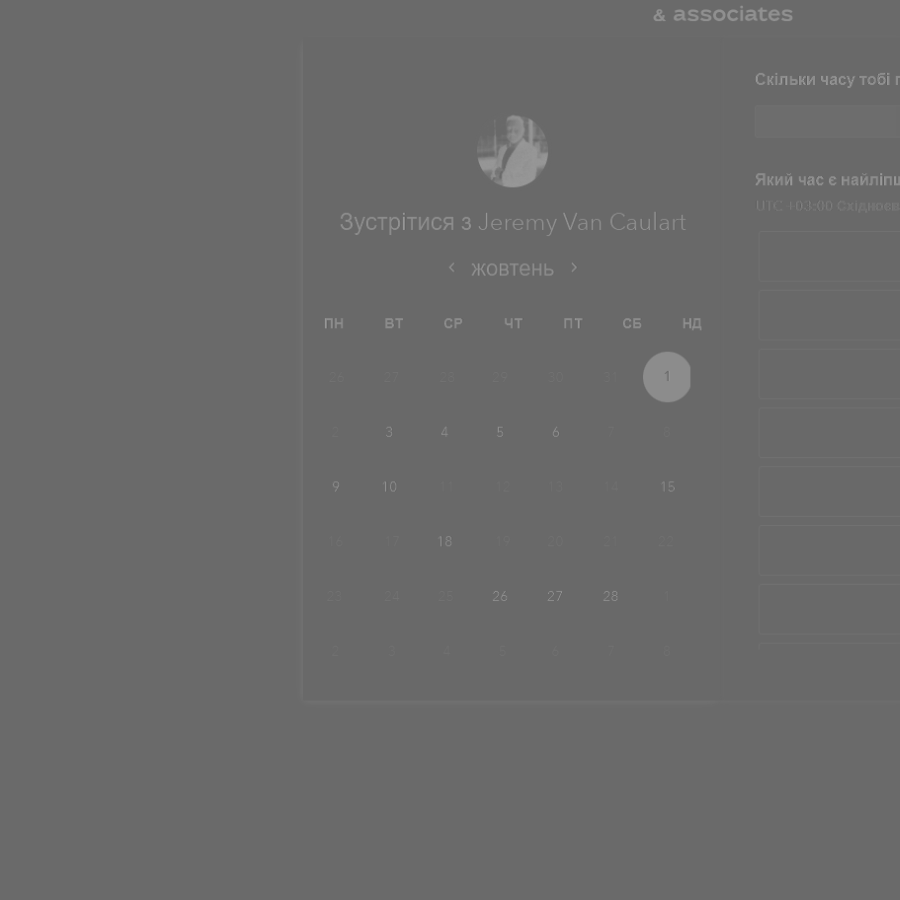 & associates
Зустрітися з Jeremy Van Caulart
< жовтень >
ПН ВТ СР ЧТ ПТ СБ НД
26 27 28 29 30 31 1
2 3 4 5 6 7 8
9 10 11 12 13 14 15
16 17 18 19 20 21 22
23 24 25 26 27 28 1
2 3 4 5 6 7 8
Скільки часу тобі
Який час є найліпш
UTC +03:00 Східноєв